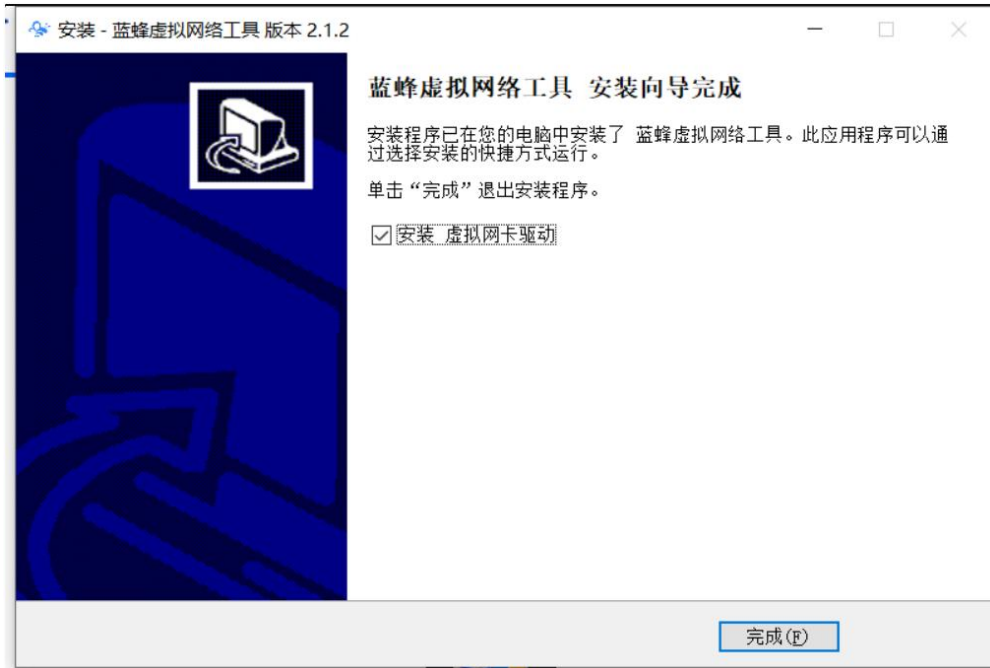 安装 - 蓝蜂虚拟网络工具 版本 2.1.2
蓝蜂虚拟网络工具 安装向导完成
安装程序已在您的电脑中安装了 蓝蜂虚拟网络工具。此应用程序可以通
过选择安装的快捷方式运行。
单击“完成”退出安装程序。
安装 虚拟网卡驱动
完成(F)